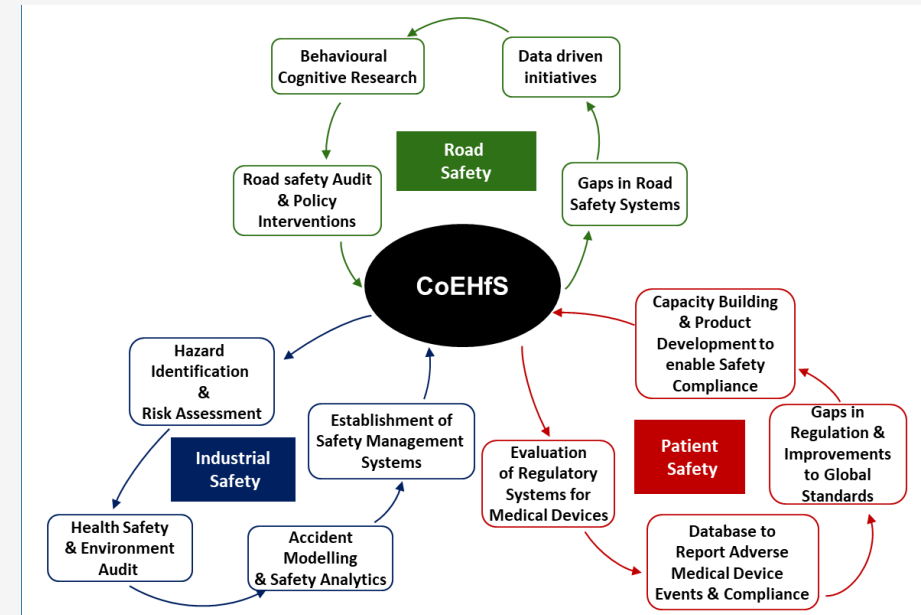 Behavioural
Cognitive Research
Data driven
initiatives
Road
Safety
Road safety Audit
& Policy
Interventions
Gaps in Road
Safety Systems
CoEHfS
Hazard
Identification
&
Risk Assessment
Establishment of
Safety Management
Systems
Industrial
Safety
Health Safety
& Environment
Audit
Accident
Modelling
& Safety Analytics
Capacity Building
& Product
Development to
enable Safety
Compliance
Evaluation
of Regulatory
Systems for
Medical Devices
Patient
Safety
Gaps in
Regulation &
Improvements
to Global
Standards
Database to
Report Adverse
Medical Device
Events & Compliance